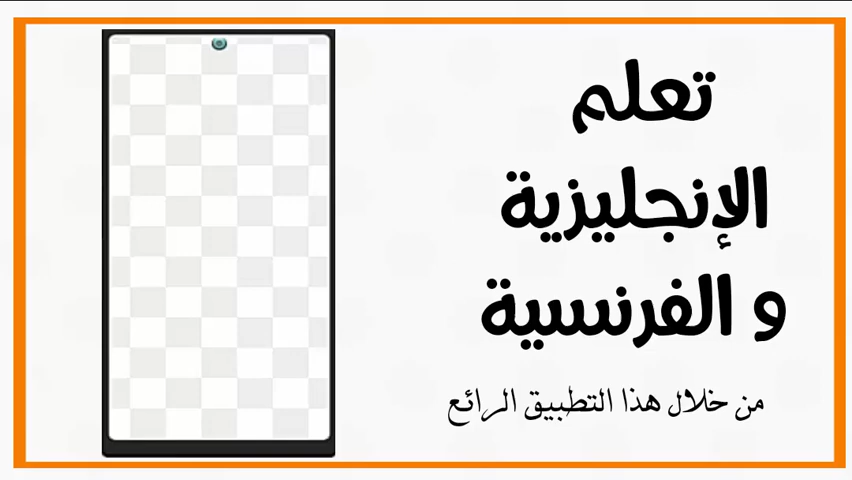 تعلم
الإنجليزية
و الفرنسية
من خلال هذا التطبيق الرائع